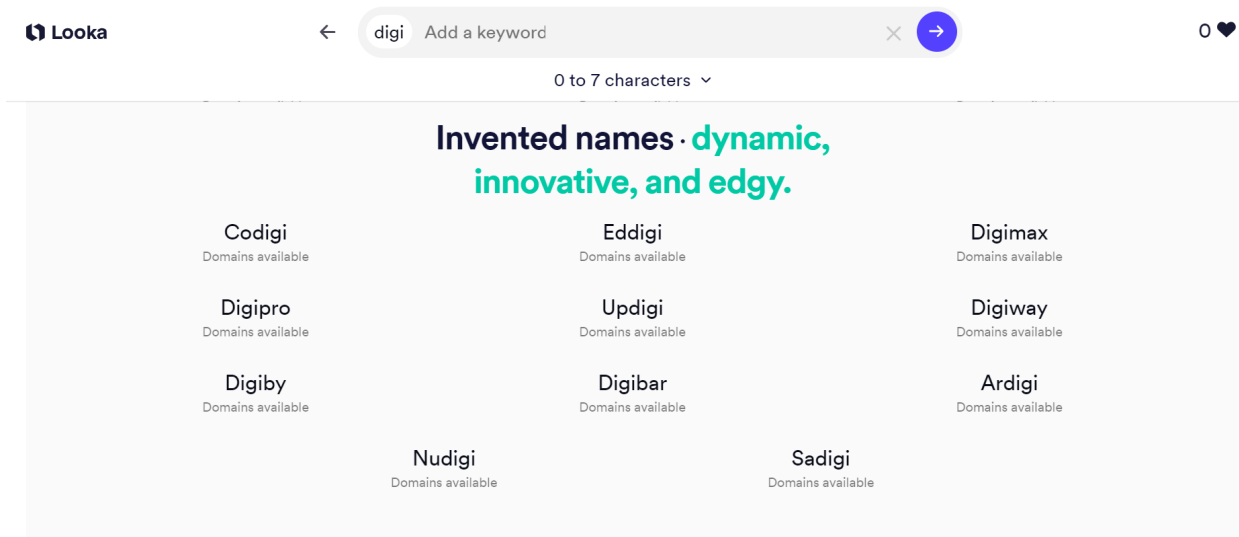 Looka
digi Add a keyword
0
0 to 7 characters
Invented names · dynamic,
innovative, and edgy.
Codigi Eddigi Digimax
Domains available Domains available Domains available
Digipro Updigi Digiway
Domains available Domains available Domains available
Digiby Digibar Ardigi
Domains available Domains available Domains available
Nudigi Sadigi
Domains available Domains available